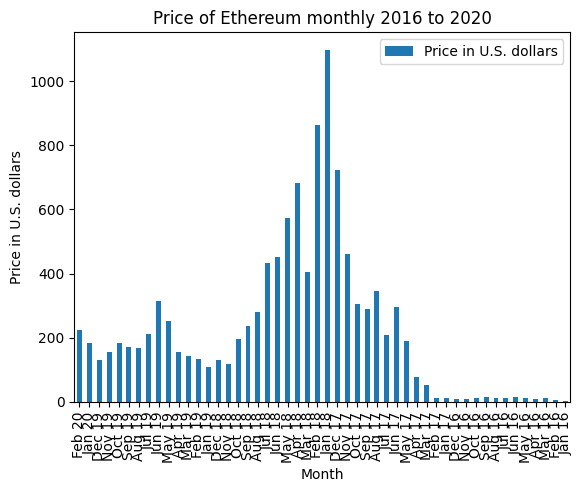 Price of Ethereum monthly 2016 to 2020
Price in U.S. dollars
Price in U.S. dollars
1000
800
600
400
200
0
Feb 20
Jan 20
Dec 19
Nov 19
Oct 19
Sep 19
Aug 19
Jul 19
Jun 19
May 19
Apr 19
Mar 19
Feb 19
Jan 19
Dec 18
Nov 18
Oct 18
Sep 18
Aug 18
Jul 18
Jun 18
May 18
Apr 18
Mar 18
Feb 18
Jan 18
Dec 17
Nov 17
Oct 17
Sep 17
Aug 17
Jul 17
Jun 17
May 17
Apr 17
Mar 17
Feb 17
Jan 17
Dec 16
Nov 16
Oct 16
Sep 16
Aug 16
Jul 16
Jun 16
May 16
Apr 16
Mar 16
Feb 16
Jan 16
Month